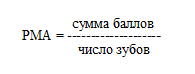 сумма баллов
РМА = --------------------
число зубов